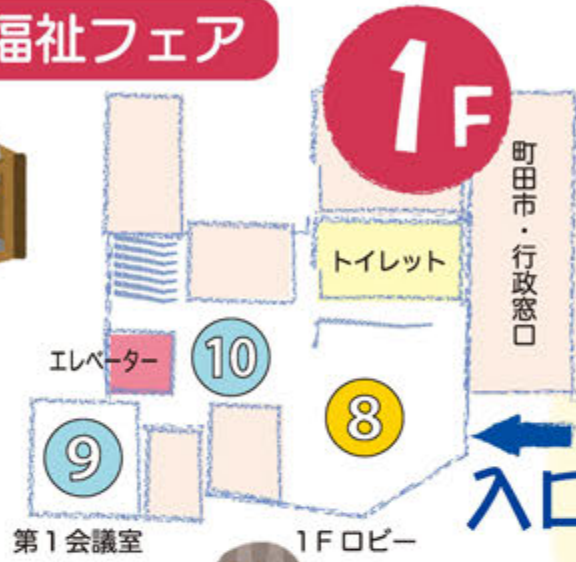 福祉フェア
1F
町田市・行政窓口
トイレット
エレベーター
10
8
9
入口
第1会議室
1Fロビー